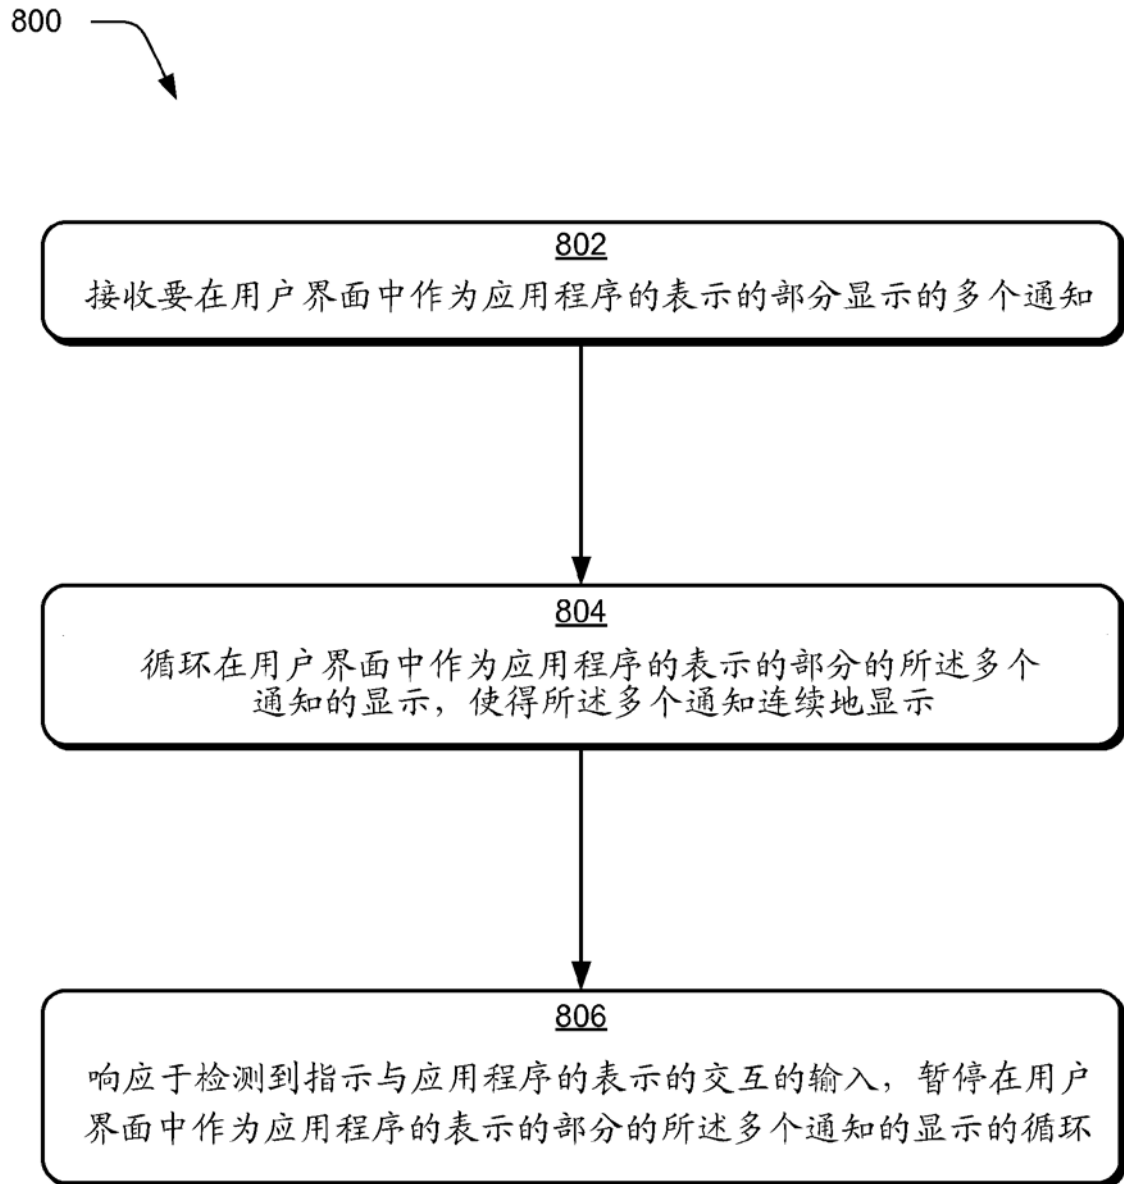 800
802
接收要在用户界面中作为应用程序的表示的部分显示的多个通知
804
循环在用户界面中作为应用程序的表示的部分的所述多个
通知的显示，使得所述多个通知连续地显示
806
响应于检测到指示与应用程序的表示的交互的输入，暂停在用户
界面中作为应用程序的表示的部分的所述多个通知的显示的循环